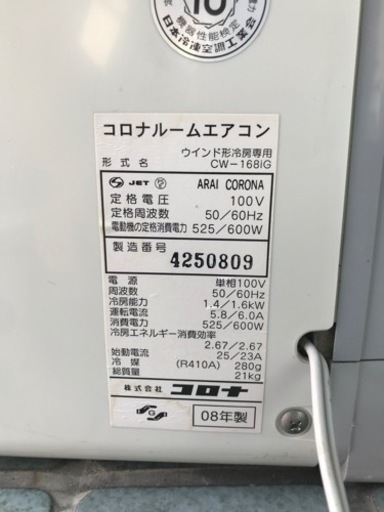 10
機器性能検定
日本冷凍空調工業
コロナルームエアコン
ウインド形冷房専用
形式名 CW-168IG
JET ARAI CORONA
定格電圧 100V
定格周波数 50/60Hz
電動機の定格消費電力 525/600W
製造番号 4250809
電源 単相100V
周波数 50/60Hz
冷房能力 1.4/1.6kW
運転電流 5.8/6.0A
消費電力 525/600W
冷房エネルギー消費効率
2.67/2.67
始動電流 25/23A
冷媒 (R410A) 280g
総質量 21kg
株式会社 コロナ
08年製